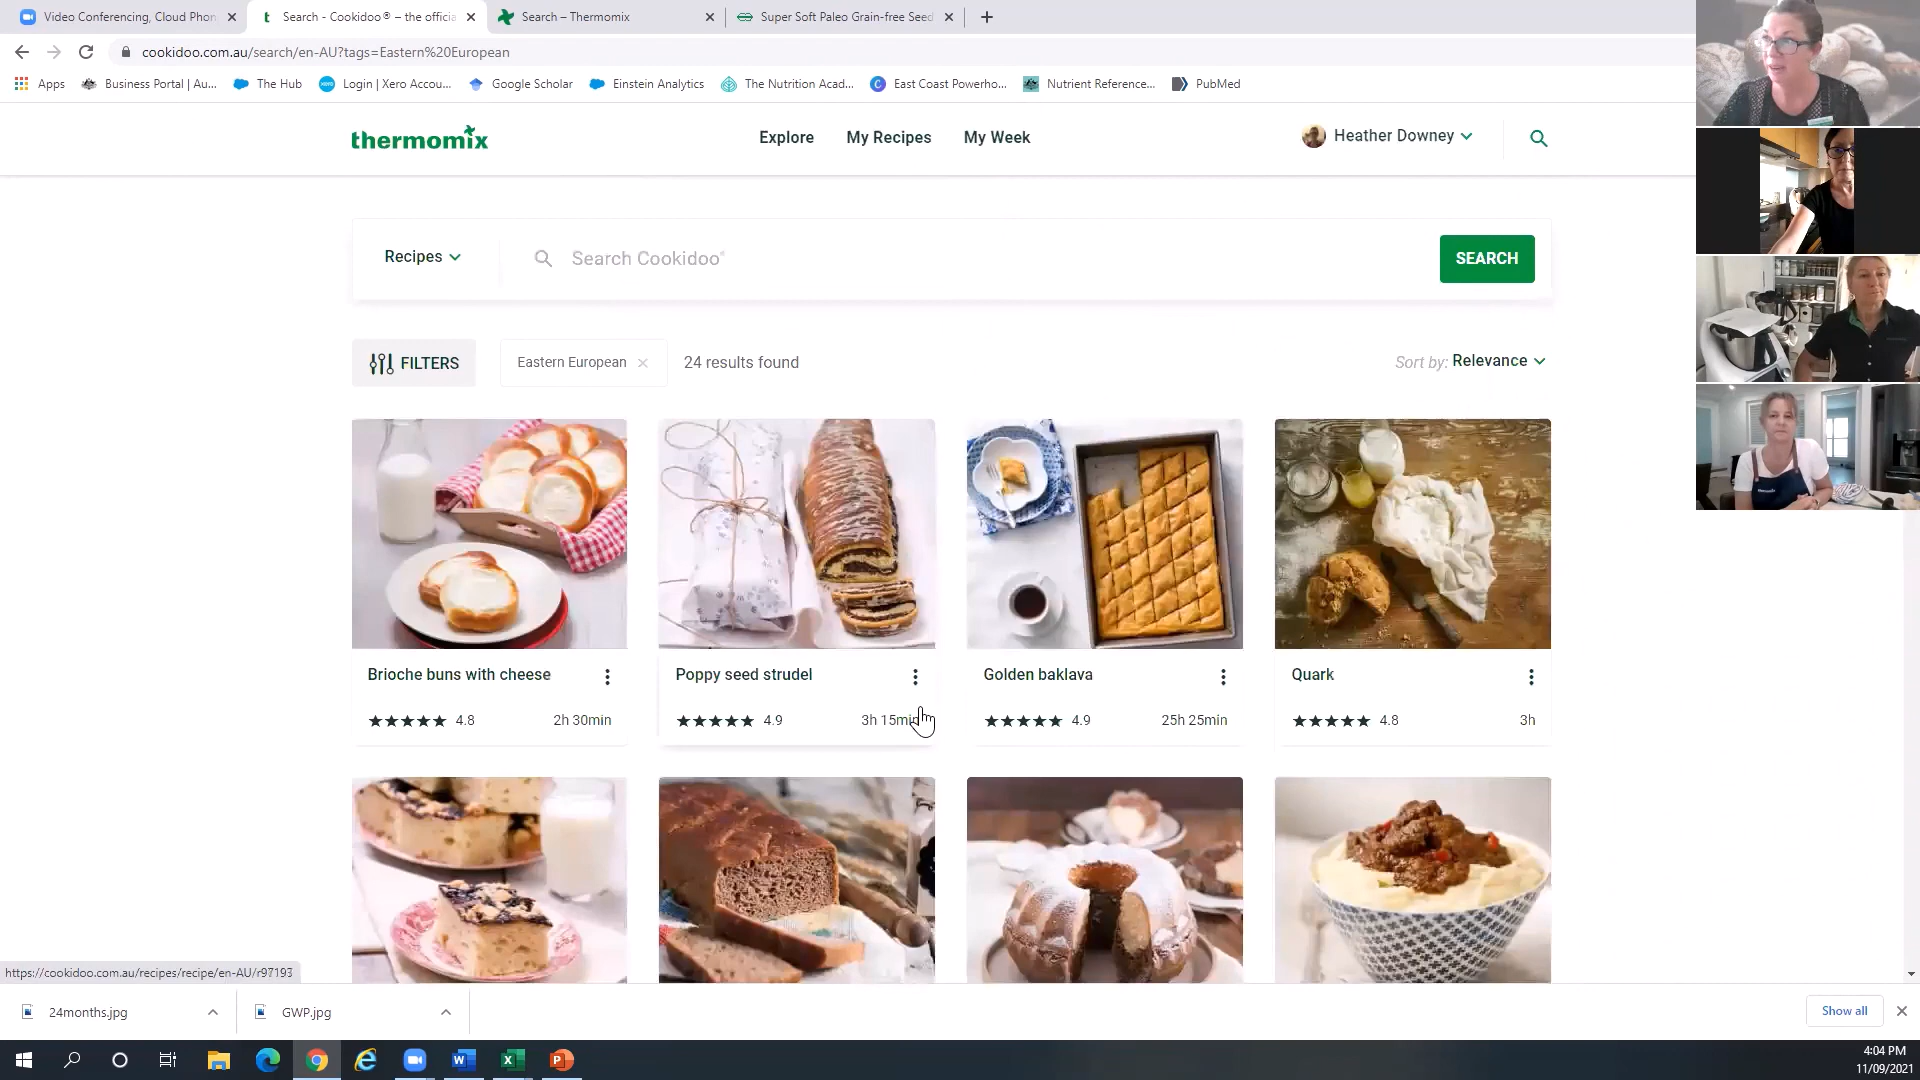 Video Conferencing, Cloud Phon
Search - Cookidoo® – the officia
Search – Thermomix
Super Soft Paleo Grain-free Seed
cookidoo.com.au/search/en-AU?tags=Eastern%20European
Apps
Business Portal | Au...
The Hub
Login | Xero Accou...
Google Scholar
Einstein Analytics
The Nutrition Acad...
East Coast Powerho...
Nutrient Reference...
PubMed
thermomix
Explore
My Recipes
My Week
Heather Downey
Recipes
Search Cookidoo®
SEARCH
FILTERS
Eastern European
24 results found
Sort by: Relevance
Brioche buns with cheese
4.8
2h 30min
Poppy seed strudel
4.9
3h 15min
Golden baklava
4.9
25h 25min
Quark
4.8
3h
https://cookidoo.com.au/recipes/recipe/en-AU/r97193
24months.jpg
GWP.jpg
Show all
4:04 PM
11/09/2021